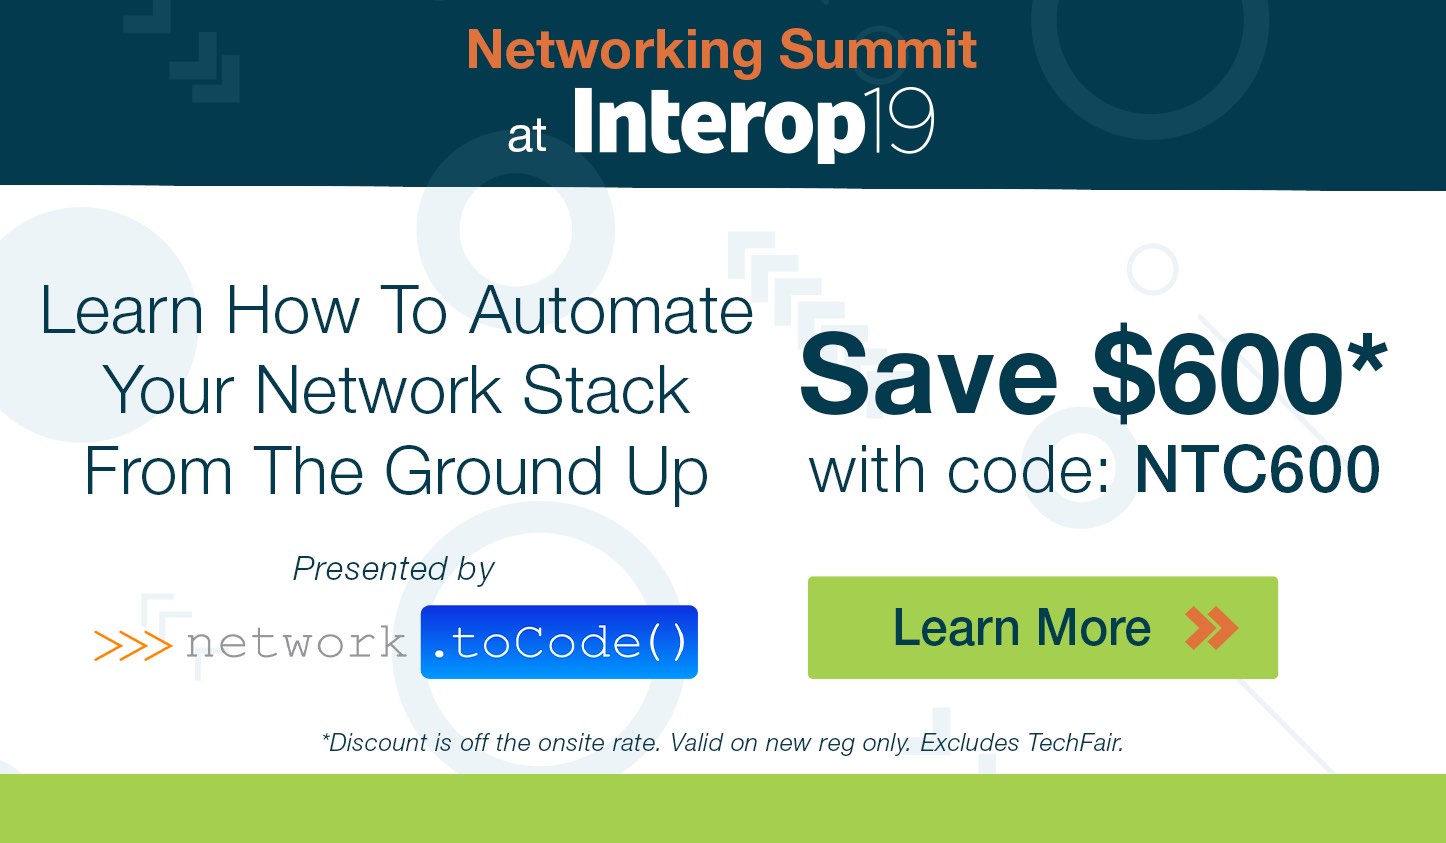 Networking Summit
at Interop19
Learn How To Automate
Your Network Stack
From The Ground Up
Presented by
>>> network .toCode()
Save $600*
with code: NTC600
Learn More
*Discount is off the onsite rate. Valid on new reg only. Excludes TechFair.